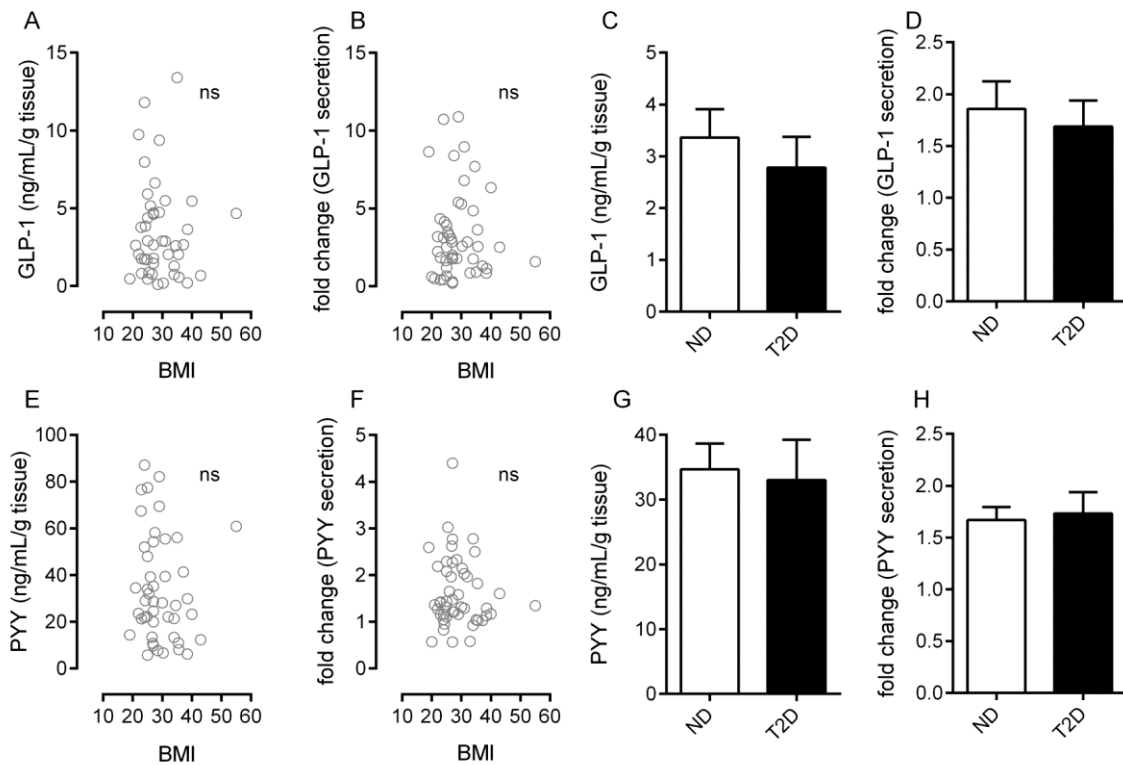 A
GLP-1 (ng/mL/g tissue)
15
10
5
0
ns
10 20 30 40 50 60
BMI
B
fold change (GLP-1 secretion)
15
10
5
0
ns
10 20 30 40 50 60
BMI
C
GLP-1 (ng/mL/g tissue)
5
4
3
2
1
0
ND
T2D
D
fold change (GLP-1 secretion)
2.5
2.0
1.5
1.0
0.5
0.0
ND
T2D
E
PYY (ng/mL/g tissue)
100
80
60
40
20
0
ns
10 20 30 40 50 60
BMI
F
fold change (PYY secretion)
5
4
3
2
1
0
ns
10 20 30 40 50 60
BMI
G
PYY (ng/mL/g tissue)
40
30
20
10
0
ND
T2D
H
fold change (PYY secretion)
2.5
2.0
1.5
1.0
0.5
0.0
ND
T2D